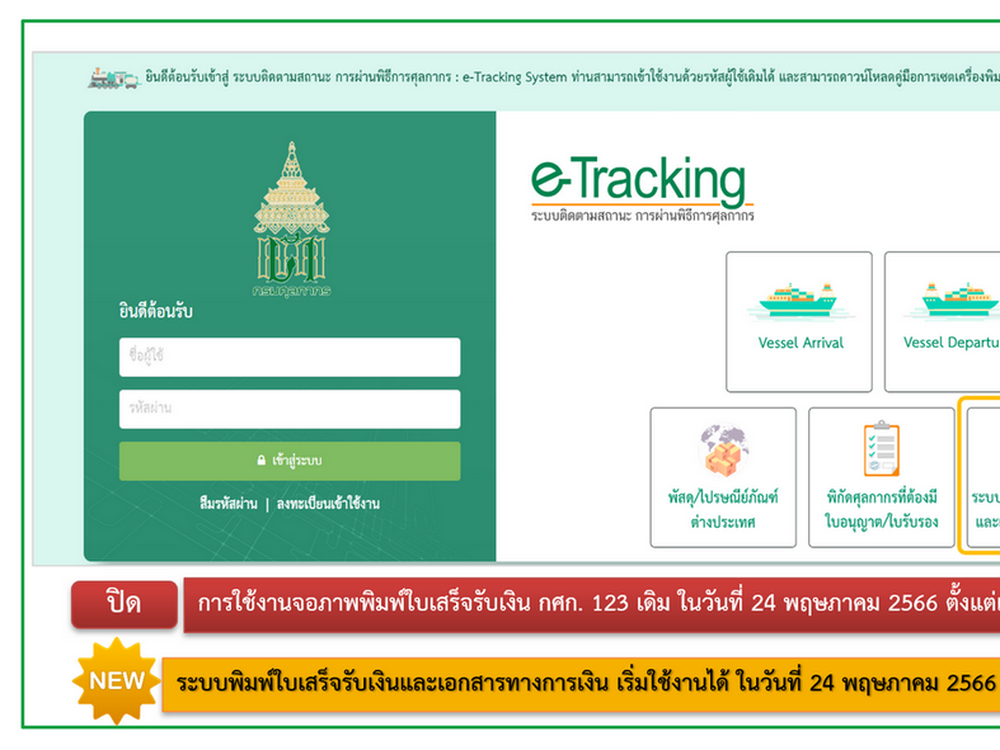 ยินดีต้อนรับเข้าสู่ ระบบติดตามสถานะ การผ่านพิธีการศุลกากร : e-Tracking System ท่านสามารถเข้าใช้งานด้วยรหัสผู้ใช้เดิมได้ และสามารถดาวน์โหลดคู่มือการเซตเครื่องพิม
กรมศุลกากร
ยินดีต้อนรับ
ชื่อผู้ใช้
รหัสผ่าน
เข้าสู่ระบบ
ลืมรหัสผ่าน | ลงทะเบียนเข้าใช้งาน
e-Tracking
ระบบติดตามสถานะ การผ่านพิธีการศุลกากร
Vessel Arrival
Vessel Departu
พัสดุ/ไปรษณีย์ภัณฑ์
ต่างประเทศ
พิกัดศุลกากรที่ต้องมี
ใบอนุญาต/ใบรับรอง
ระบบ
และ
ปิด
การใช้งานจอภาพพิมพ์ใบเสร็จรับเงิน กศก. 123 เดิม ในวันที่ 24 พฤษภาคม 2566 ตั้งแต่
NEW
ระบบพิมพ์ใบเสร็จรับเงินและเอกสารทางการเงิน เริ่มใช้งานได้ ในวันที่ 24 พฤษภาคม 2566